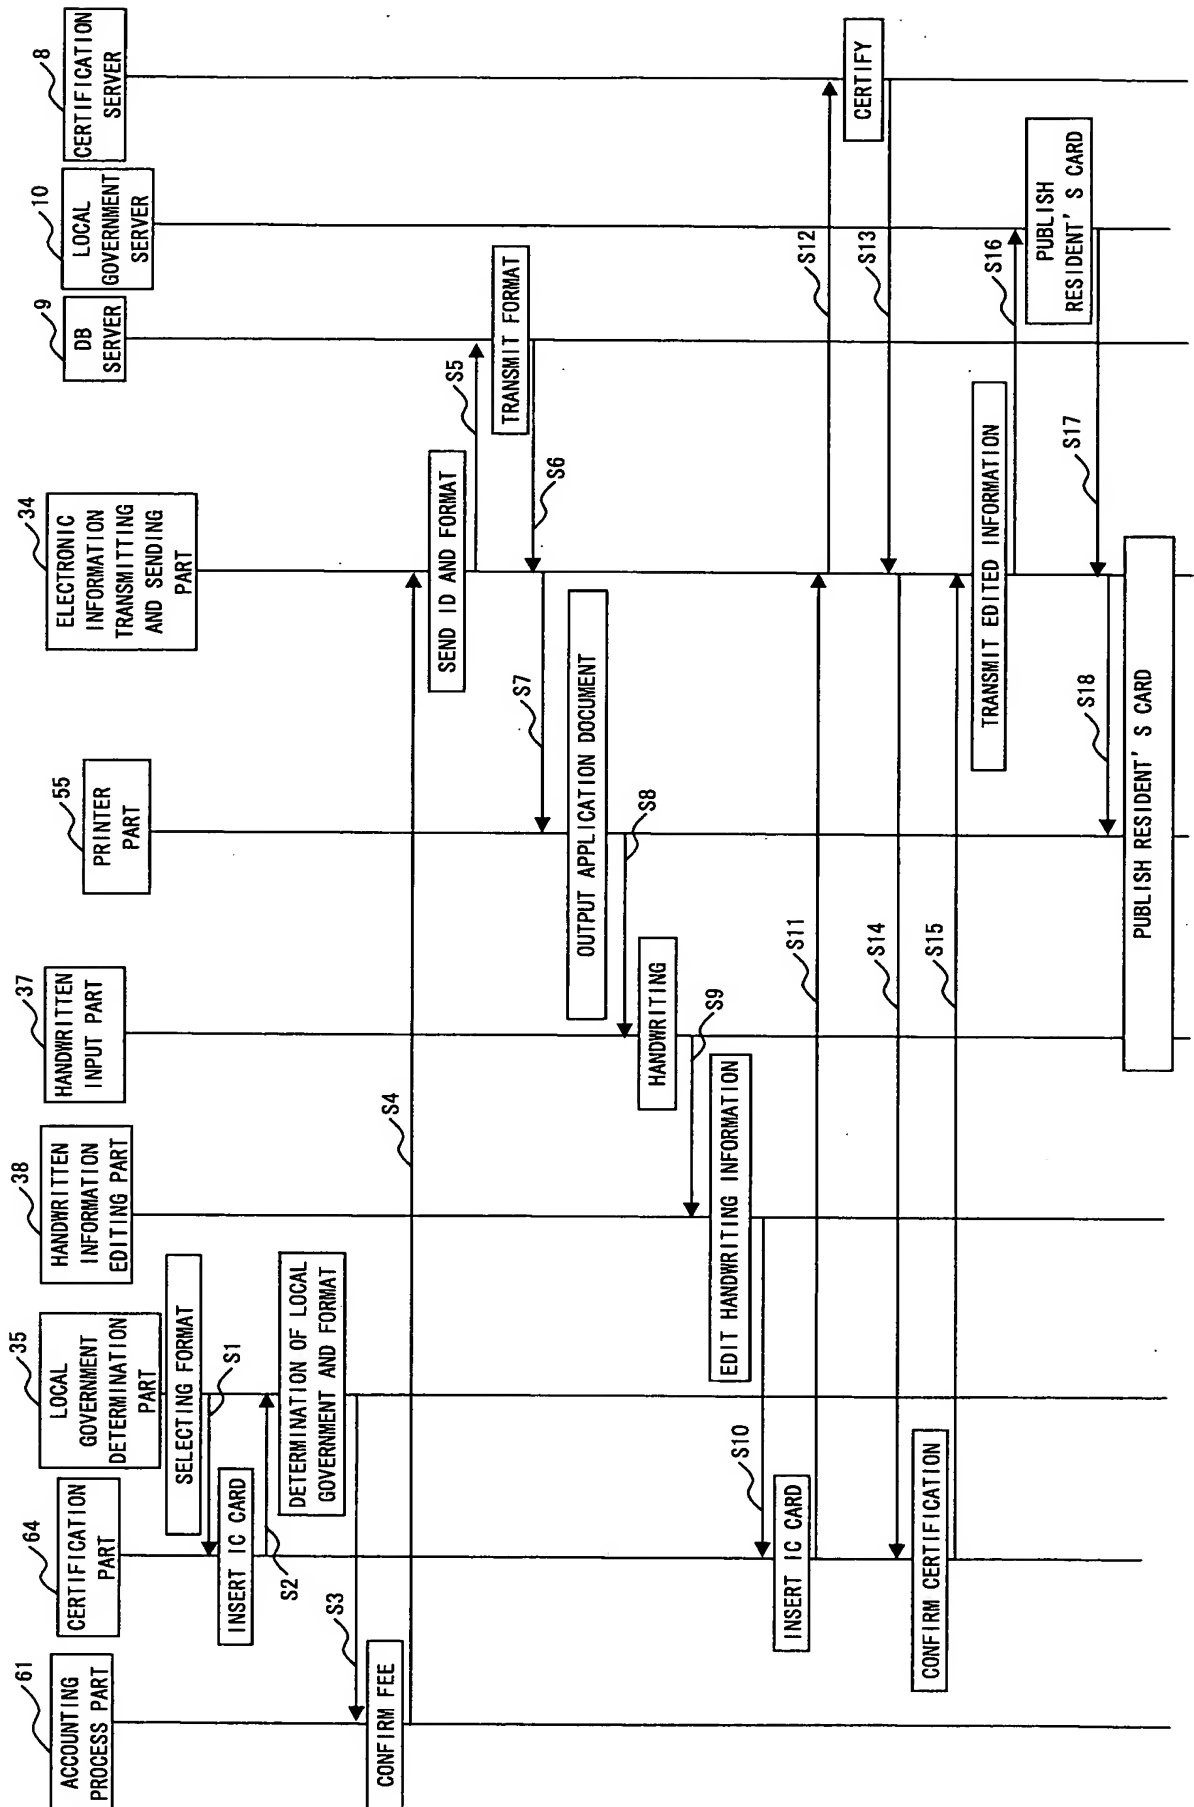 61
ACCOUNTING
PROCESS PART
64
CERTIFICATION
PART
35
LOCAL
GOVERNMENT
DETERMINATION
PART
38
HANDWRITTEN
INFORMATION
EDITING PART
37
HANDWRITTEN
INPUT PART
55
PRINTER
PART
34
ELECTRONIC
INFORMATION
TRANSMITTING
AND SENDING
PART
9
DB
SERVER
10
LOCAL
GOVERNMENT
SERVER
8
CERTIFICATION
SERVER
SELECTING FORMAT
S1
INSERT IC CARD
S2
DETERMINATION OF LOCAL
GOVERNMENT AND FORMAT
S3
CONFIRM FEE
S4
SEND ID AND FORMAT
S5
TRANSMIT FORMAT
S6
S7
OUTPUT APPLICATION DOCUMENT
S8
HANDWRITING
S9
EDIT HANDWRITING INFORMATION
S10
INSERT IC CARD
S11
S12
CERTIFY
S13
S14
CONFIRM CERTIFICATION
S15
TRANSMIT EDITED INFORMATION
S16
PUBLISH
RESIDENT' S CARD
S17
S18
PUBLISH RESIDENT' S CARD